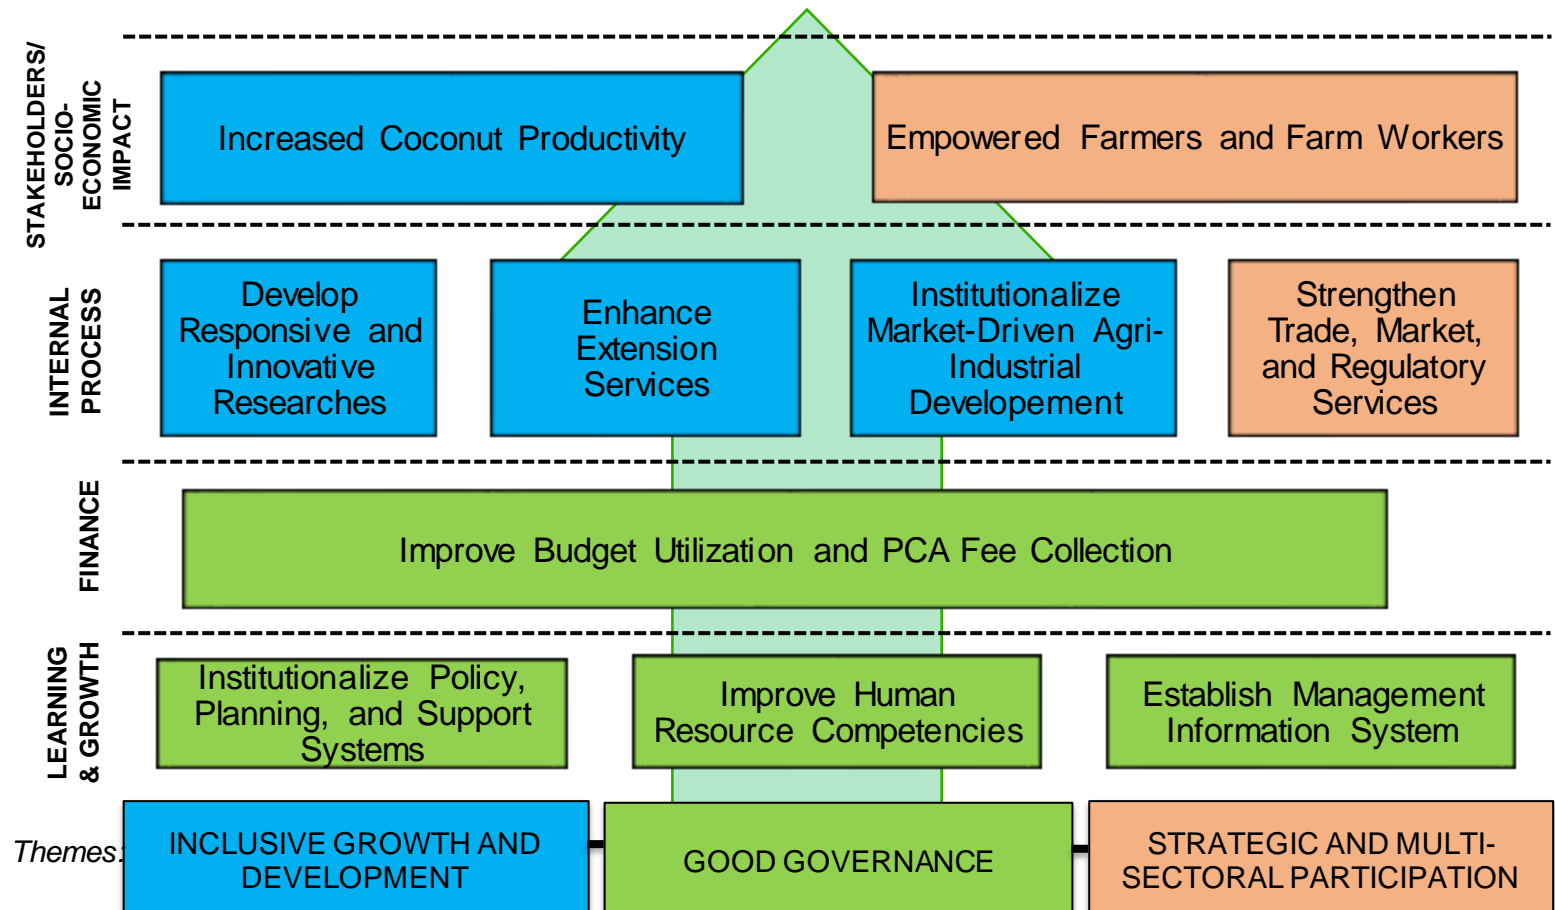 STAKEHOLDERS/
SOCIO-
ECONOMIC
IMPACT
Increased Coconut Productivity
Empowered Farmers and Farm Workers
INTERNAL
PROCESS
Develop
Responsive and
Innovative
Researches
Enhance
Extension
Services
Institutionalize
Market-Driven Agri-
Industrial
Developement
Strengthen
Trade, Market,
and Regulatory
Services
FINANCE
Improve Budget Utilization and PCA Fee Collection
LEARNING
& GROWTH
Institutionalize Policy,
Planning, and Support
Systems
Improve Human
Resource Competencies
Establish Management
Information System
Themes:
INCLUSIVE GROWTH AND
DEVELOPMENT
GOOD GOVERNANCE
STRATEGIC AND MULTI-
SECTORAL PARTICIPATION